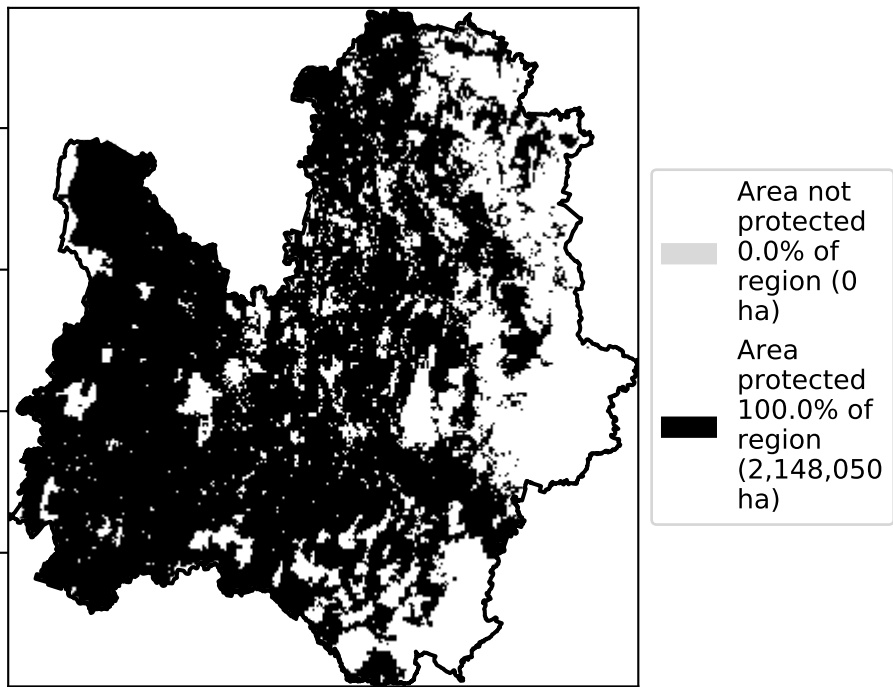 Area not
protected
0.0% of
region (0
ha)
Area
protected
100.0% of
region
(2,148,050
ha)